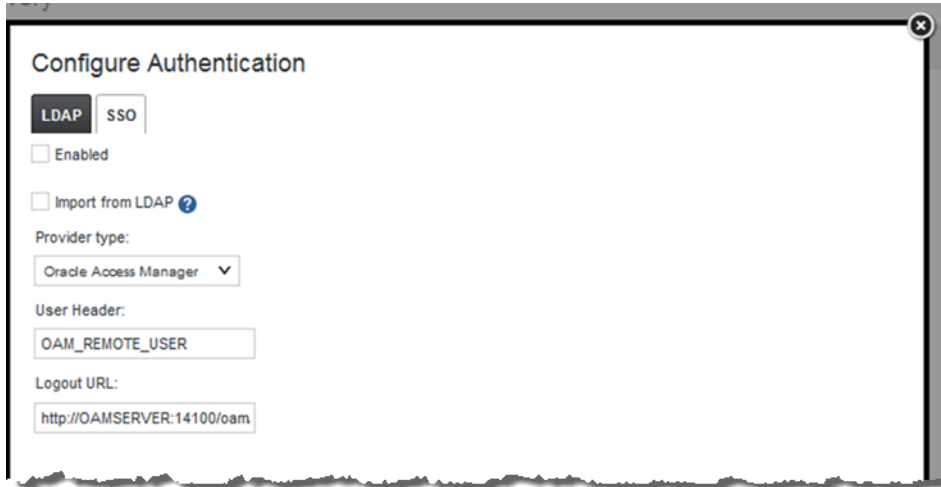 Configure Authentication
LDAP SSO
Enabled
Import from LDAP ?
Provider type:
Oracle Access Manager
User Header:
OAM_REMOTE_USER
Logout URL:
http://OAMSERVER:14100/oam